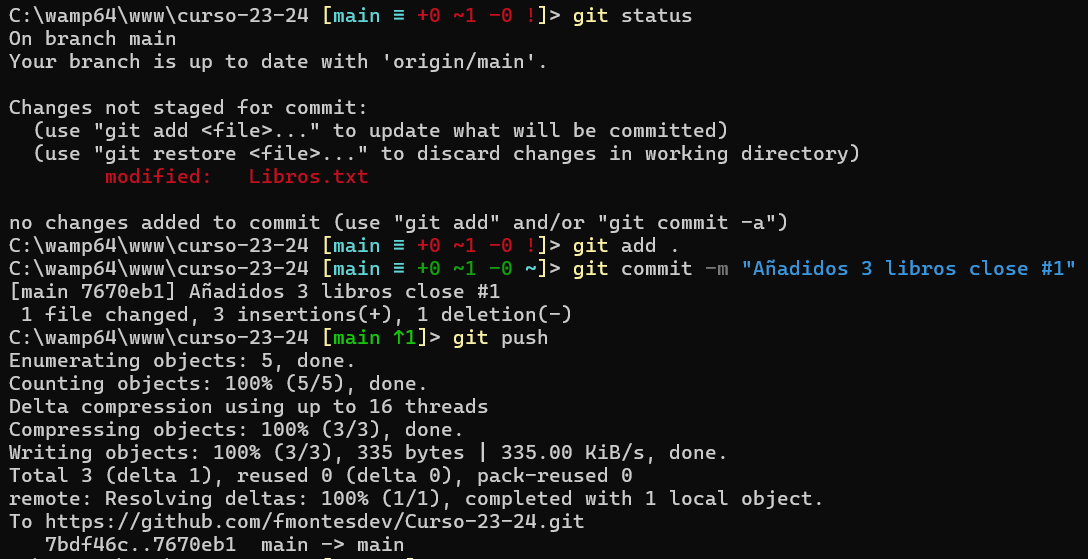 C:\wamp64\www\curso-23-24 [main ≡ +0 ~1 -0 !]> git status
On branch main
Your branch is up to date with 'origin/main'.
Changes not staged for commit:
  (use "git add <file>..." to update what will be committed)
  (use "git restore <file>..." to discard changes in working directory)
        modified:   Libros.txt
no changes added to commit (use "git add" and/or "git commit -a")
C:\wamp64\www\curso-23-24 [main ≡ +0 ~1 -0 !]> git add .
C:\wamp64\www\curso-23-24 [main ≡ +0 ~1 -0 ~]> git commit -m "Añadidos 3 libros close #1"
[main 7670eb1] Añadidos 3 libros close #1
 1 file changed, 3 insertions(+), 1 deletion(-)
C:\wamp64\www\curso-23-24 [main ↑1]> git push
Enumerating objects: 5, done.
Counting objects: 100% (5/5), done.
Delta compression using up to 16 threads
Compressing objects: 100% (3/3), done.
Writing objects: 100% (3/3), 335 bytes | 335.00 KiB/s, done.
Total 3 (delta 1), reused 0 (delta 0), pack-reused 0
remote: Resolving deltas: 100% (1/1), completed with 1 local object.
To https://github.com/fmontesdev/Curso-23-24.git
   7bdf46c..7670eb1  main -> main